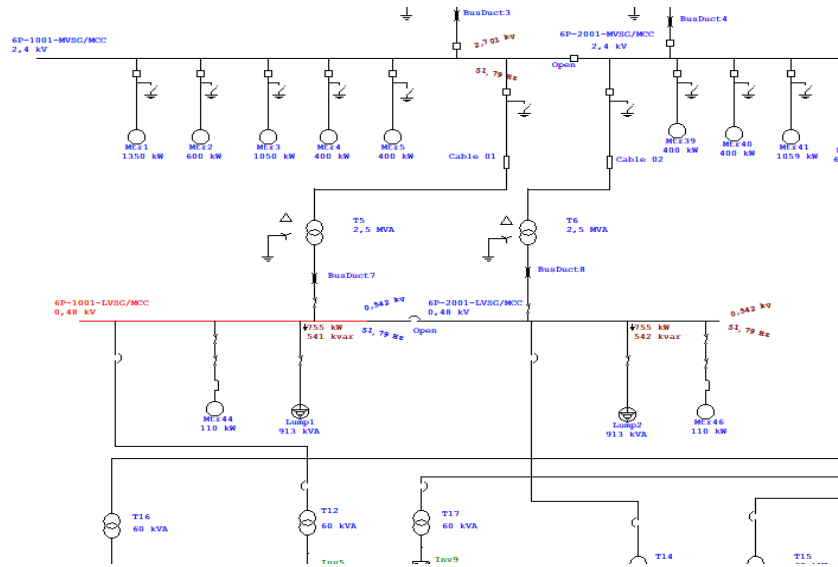 BusDuct3
BusDuct4
6P-1001-MVSG/MCC
2,4 kV
2,701 kV
51,79 Hz
6P-2001-MVSG/MCC
2,4 kV
Open
Mtr1
1350 kW
Mtr2
600 kW
Mtr3
1050 kW
Mtr4
400 kW
Mtr5
400 kW
Mtr39
400 kW
Mtr40
400 kW
Mtr41
1059 kW
Cable 01
Cable 02
T5
2,5 MVA
T6
2,5 MVA
BusDuct7
BusDuct8
6P-1001-LVSG/MCC
0,48 kV
0,542 kV
51,79 Hz
6P-2001-LVSG/MCC
0,48 kV
Open
0,542 kV
51,79 Hz
755 kW
541 kvar
755 kW
542 kvar
Mtr44
110 kW
Lump1
913 kVA
Lump2
913 kVA
Mtr46
110 kW
T16
60 kVA
T12
60 kVA
T17
60 kVA
T14
T15
Inv5
Inv9